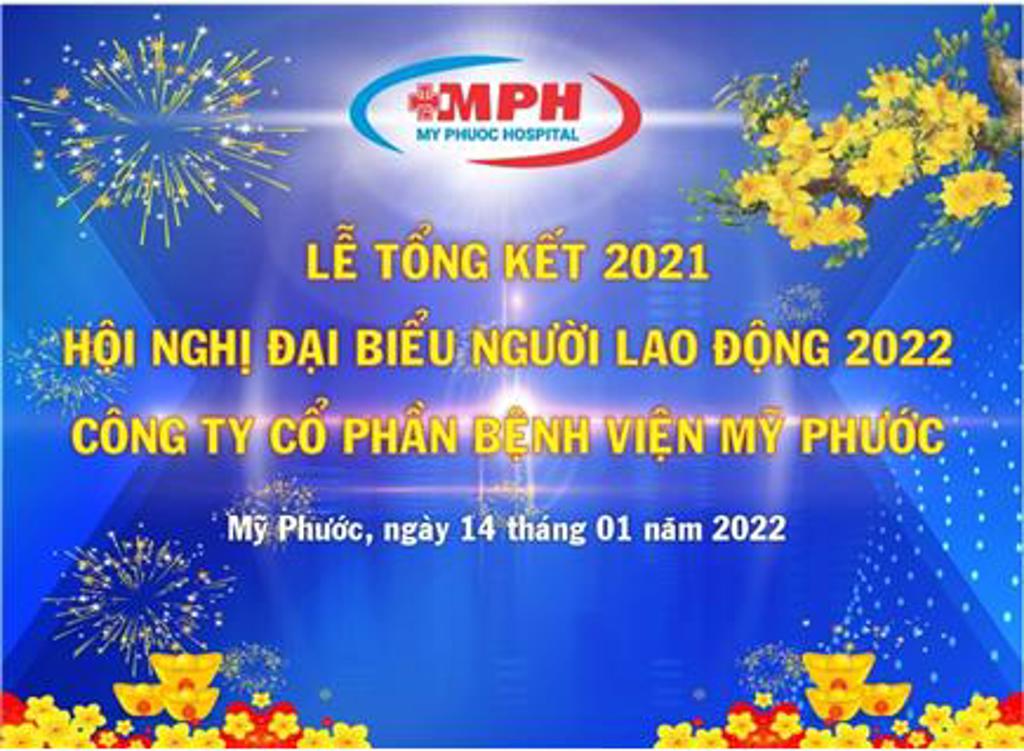 MPH
MY PHUOC HOSPITAL
LỄ TỔNG KẾT 2021
HỘI NGHỊ ĐẠI BIỂU NGƯỜI LAO ĐỘNG 2022
CÔNG TY CỔ PHẦN BỆNH VIỆN MỸ PHƯỚC
Mỹ Phước, ngày 14 tháng 01 năm 2022